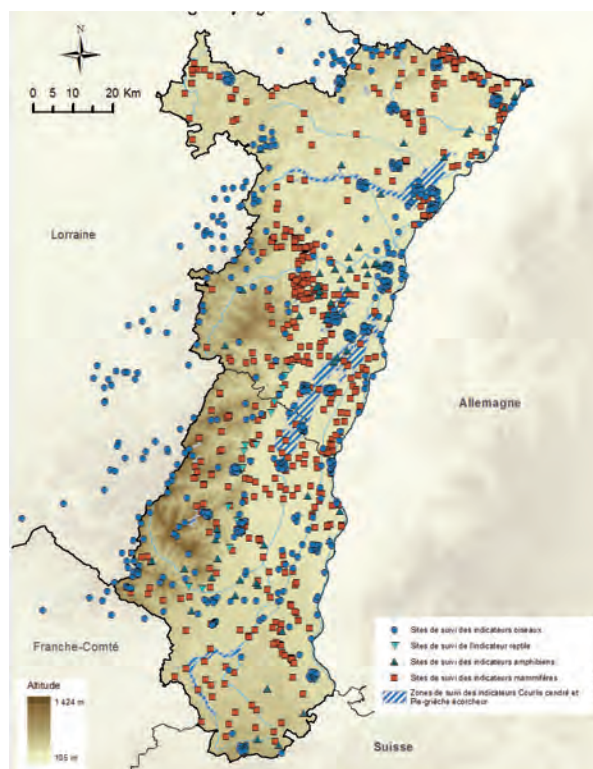 N
0 5 10 20 Km
Lorraine
Allemagne
Franche-Comté
Suisse
Altitude
1 424 m
105 m
Sites de suivi des indicateurs oiseaux
Sites de suivi de l'indicateur reptile
Sites de suivi des indicateurs amphibiens
Sites de suivi des indicateurs mammifères
Zones de suivi des indicateurs Courlis cendré et
Pie-grièche écorcheur